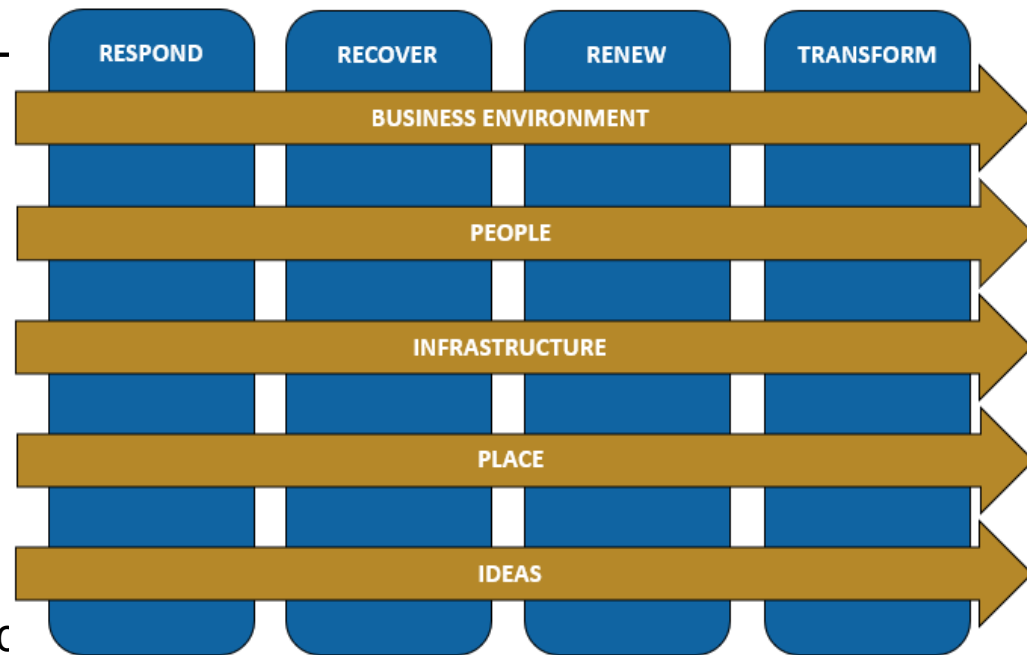 RESPOND RECOVER RENEW TRANSFORM
BUSINESS ENVIRONMENT
PEOPLE
INFRASTRUCTURE
PLACE
IDEAS